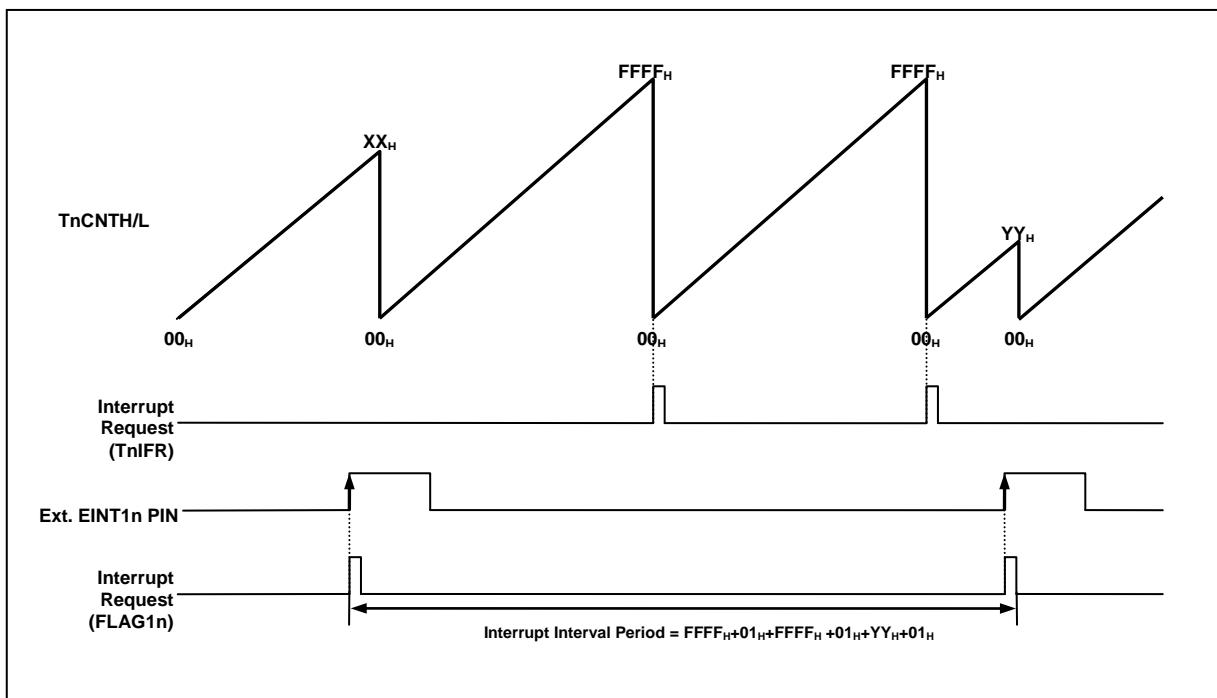 FFFFH
FFFFH
XXH
TnCNTH/L
YYH
00H
00H
00H
00H
00H
Interrupt
Request
(TnIFR)
Ext. EINT1n PIN
Interrupt
Request
(FLAG1n)
Interrupt Interval Period = FFFFH+01H+FFFFH +01H+YYH+01H